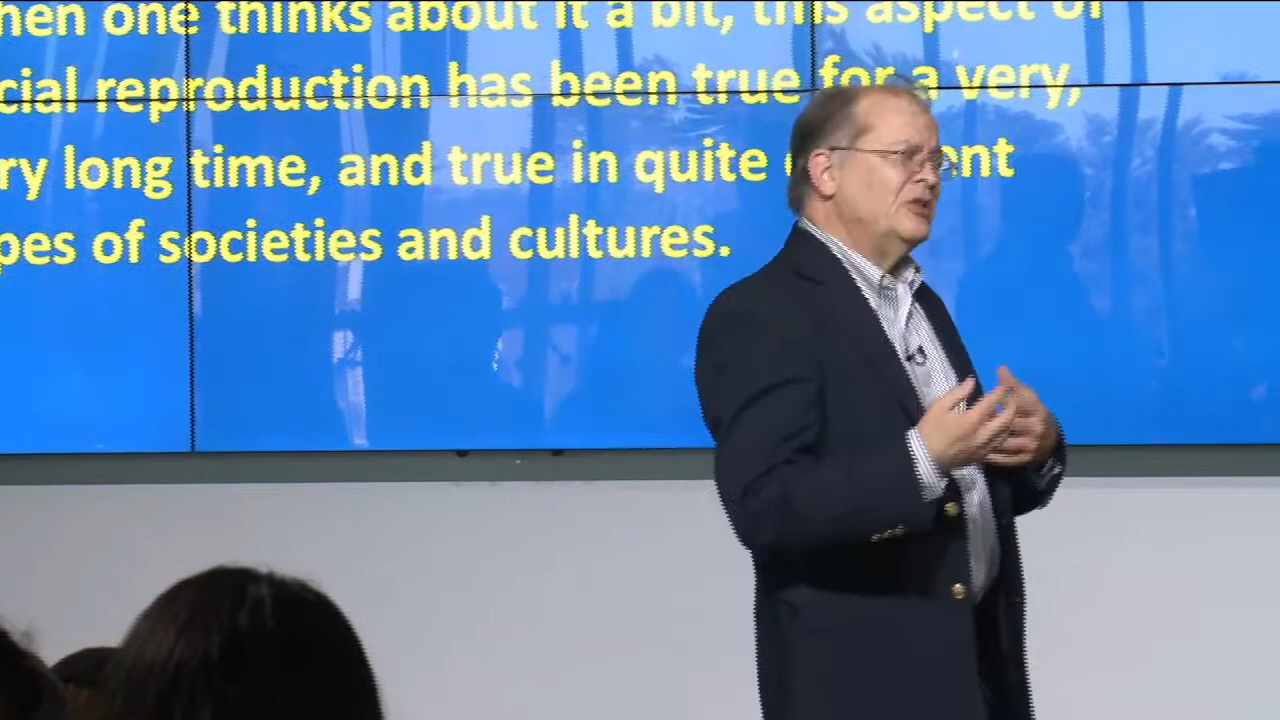 hen one thinks about it a bit, this aspect of
cial reproduction has been true for a very,
ry long time, and true in quite
pes of societies and cultures.